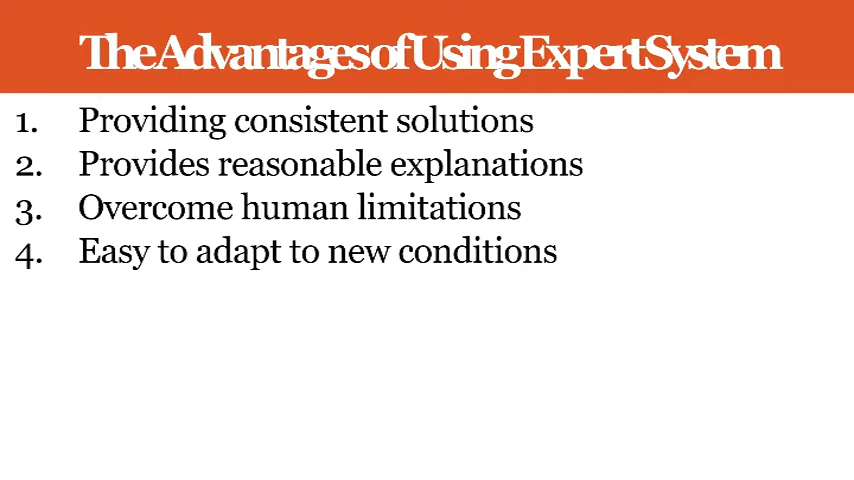 The Advantages of Using Expert System
1. Providing consistent solutions
2. Provides reasonable explanations
3. Overcome human limitations
4. Easy to adapt to new conditions